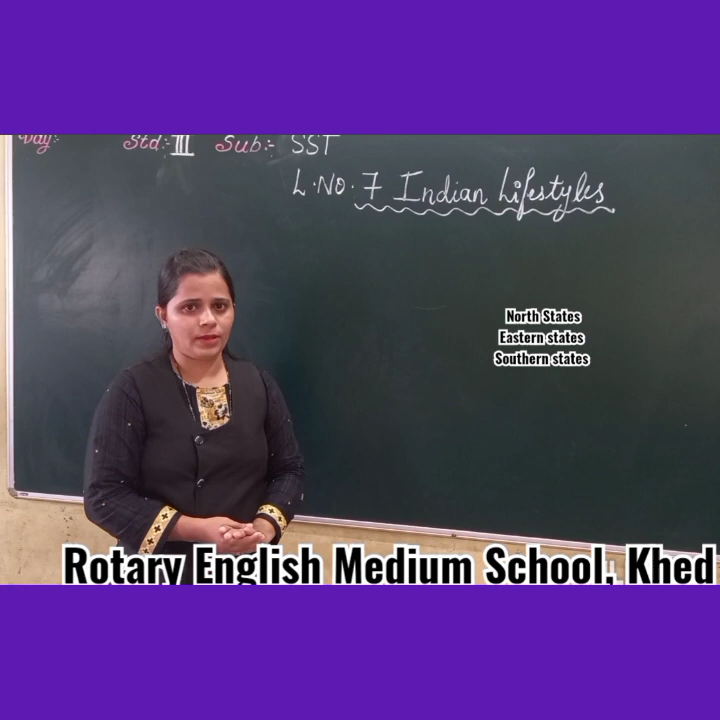 Day:- Std:- III Sub:- SST
L.No. 7 Indian Lifestyles
North States
Eastern states
Southern states
Rotary English Medium School, Khed